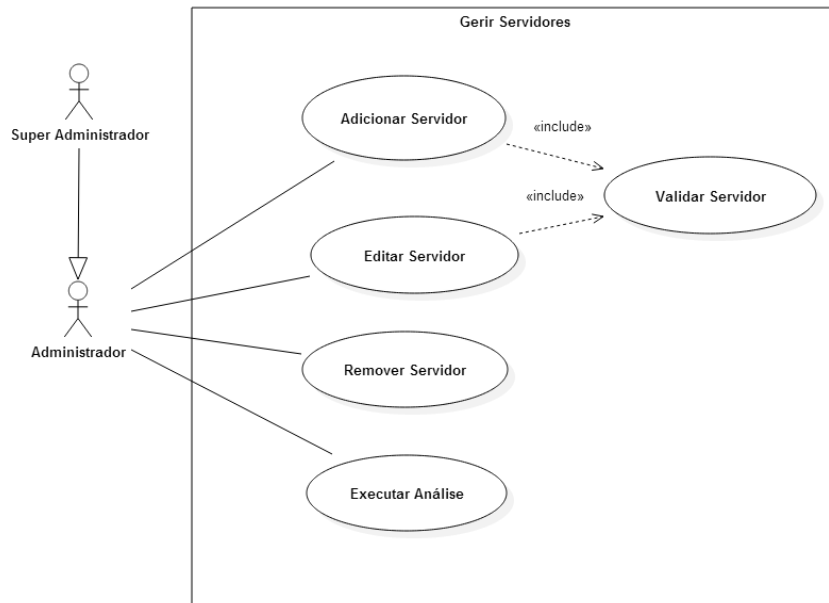 Gerir Servidores
Super Administrador
Adicionar Servidor
«include»
Validar Servidor
«include»
Editar Servidor
Administrador
Remover Servidor
Executar Análise